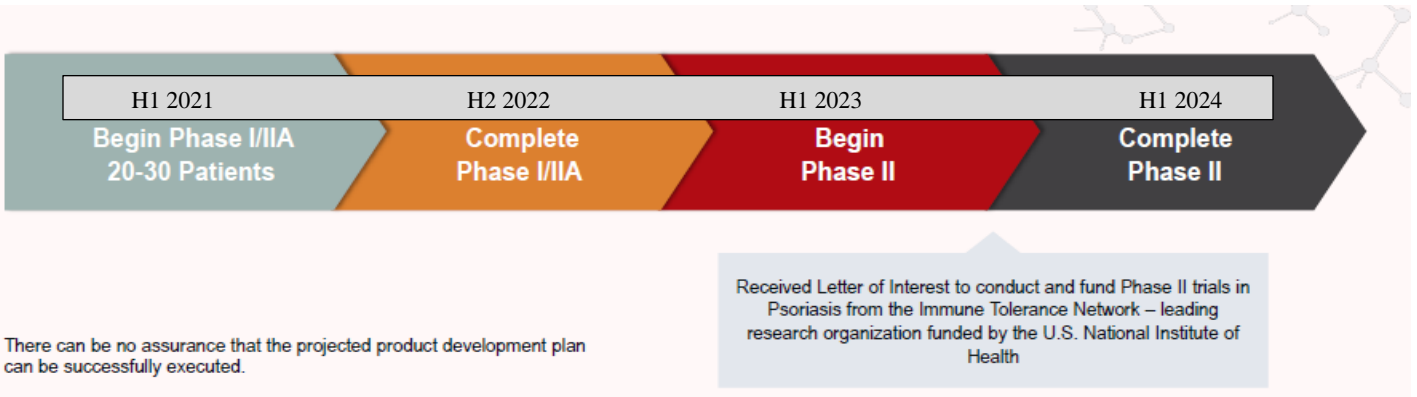 H1 2021 H2 2022 H1 2023 H1 2024
Begin Phase I/IIA
20-30 Patients
Complete
Phase I/IIA
Begin
Phase II
Complete
Phase II
Received Letter of Interest to conduct and fund Phase II trials in
Psoriasis from the Immune Tolerance Network – leading
research organization funded by the U.S. National Institute of
Health
There can be no assurance that the projected product development plan
can be successfully executed.